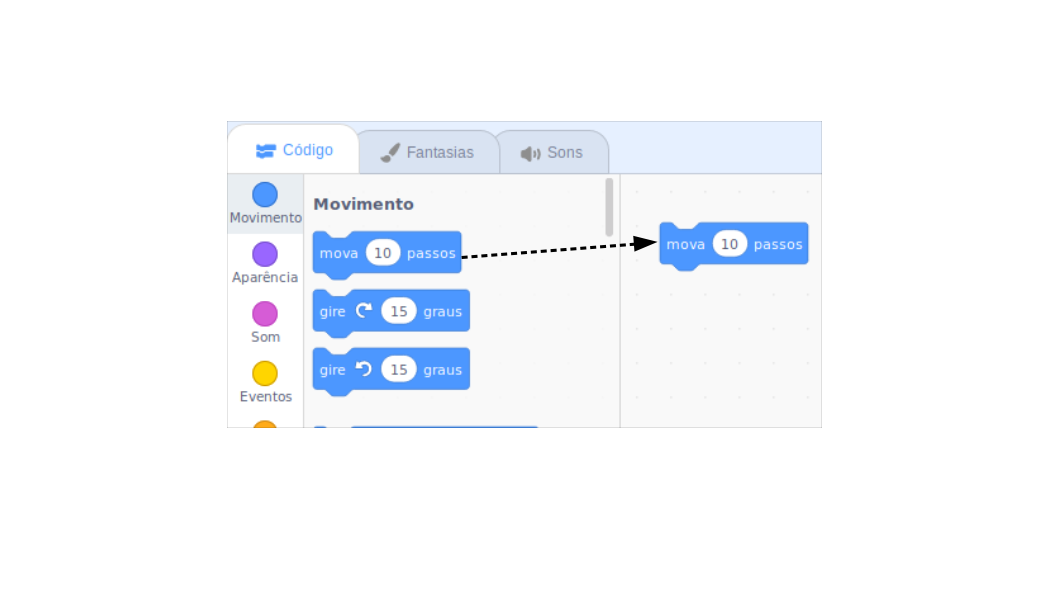 Código
Fantasias
Sons
Movimento
Aparência
Som
Eventos
Movimento
mova 10 passos
gire 15 graus
gire 15 graus
mova 10 passos